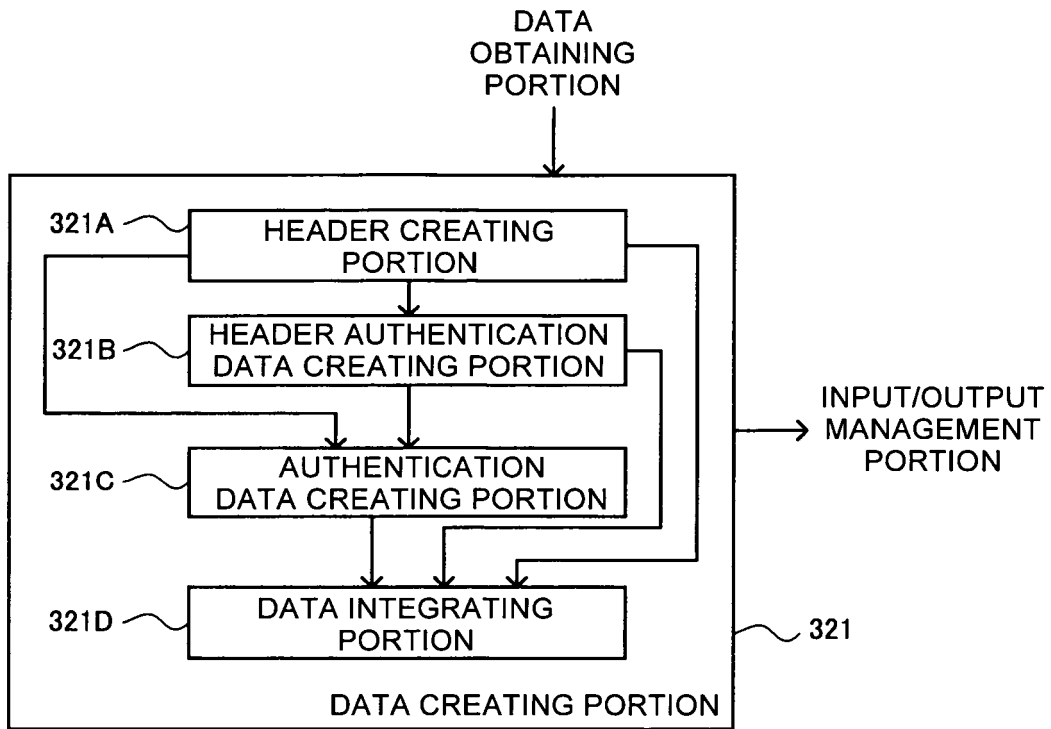 DATA
OBTAINING
PORTION
321A
HEADER CREATING
PORTION
321B
HEADER AUTHENTICATION
DATA CREATING PORTION
INPUT/OUTPUT
MANAGEMENT
PORTION
321C
AUTHENTICATION
DATA CREATING PORTION
321D
DATA INTEGRATING
PORTION
321
DATA CREATING PORTION